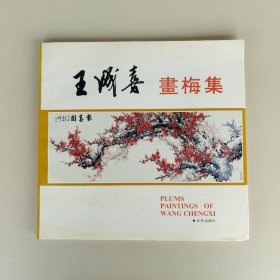 王成喜 畫梅集
PLUMS
PAINTINGS OF
WANG CHENGXI